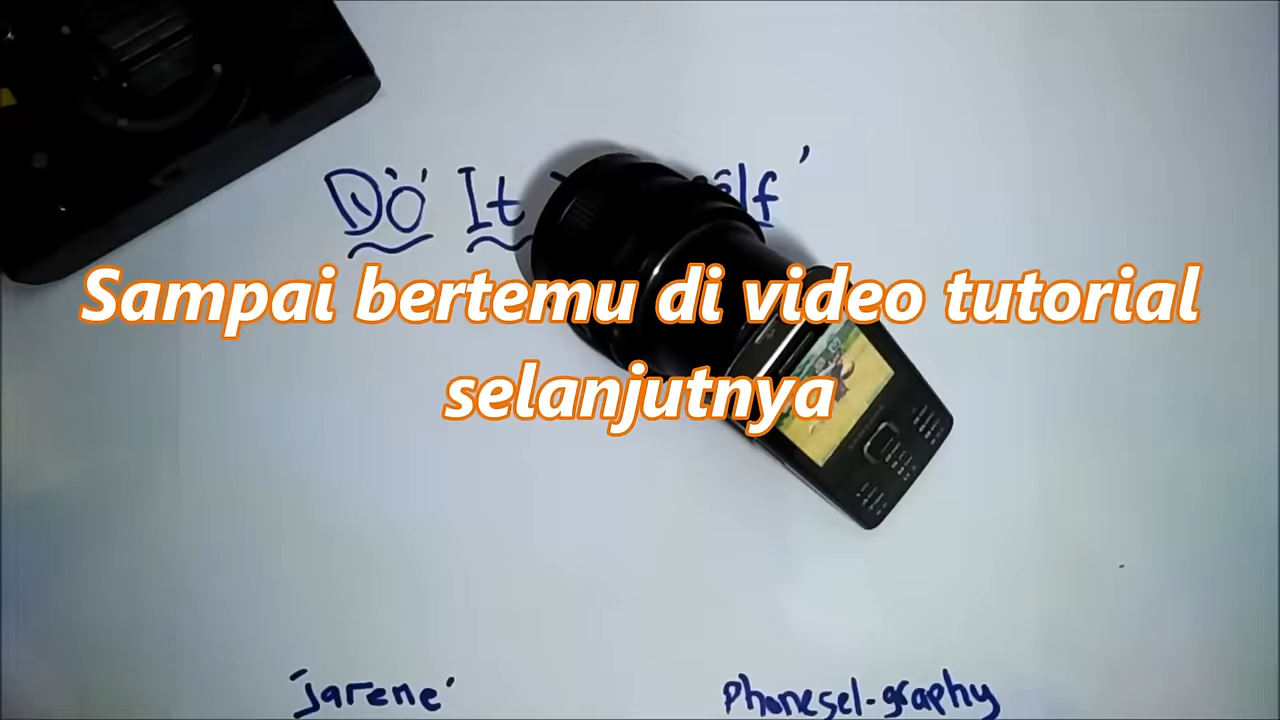 Do It
Sampai bertemu di video tutorial
selanjutnya
'jarene'
Phonesel-graphy